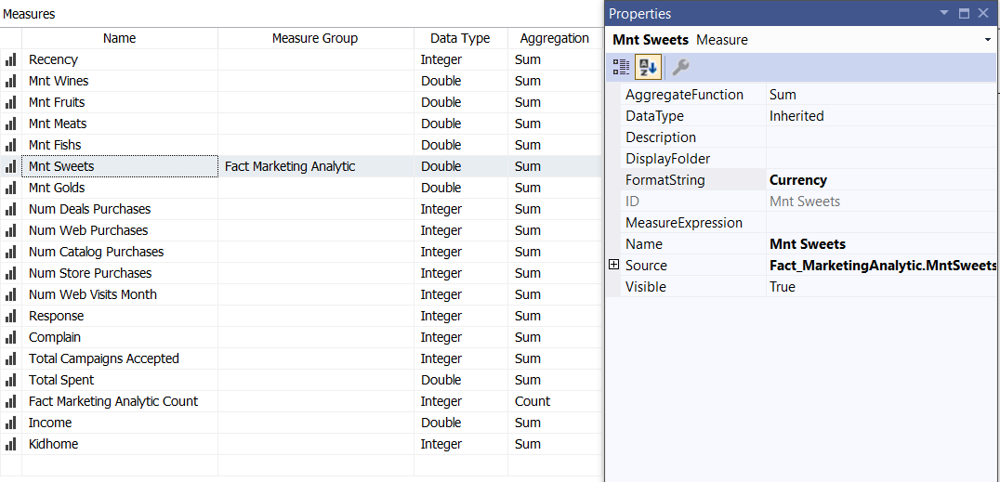 Measures
Name Measure Group Data Type Aggregation
Recency Integer Sum
Mnt Wines Double Sum
Mnt Fruits Double Sum
Mnt Meats Double Sum
Mnt Fishs Double Sum
Mnt Sweets Fact Marketing Analytic Double Sum
Mnt Golds Double Sum
Num Deals Purchases Integer Sum
Num Web Purchases Integer Sum
Num Catalog Purchases Integer Sum
Num Store Purchases Integer Sum
Num Web Visits Month Integer Sum
Response Integer Sum
Complain Integer Sum
Total Campaigns Accepted Integer Sum
Total Spent Double Sum
Fact Marketing Analytic Count Integer Count
Income Double Sum
Kidhome Integer Sum
Properties
Mnt Sweets Measure
AggregateFunction Sum
DataType Inherited
Description
DisplayFolder
FormatString Currency
ID Mnt Sweets
MeasureExpression
Name Mnt Sweets
Source Fact_MarketingAnalytic.MntSweets
Visible True